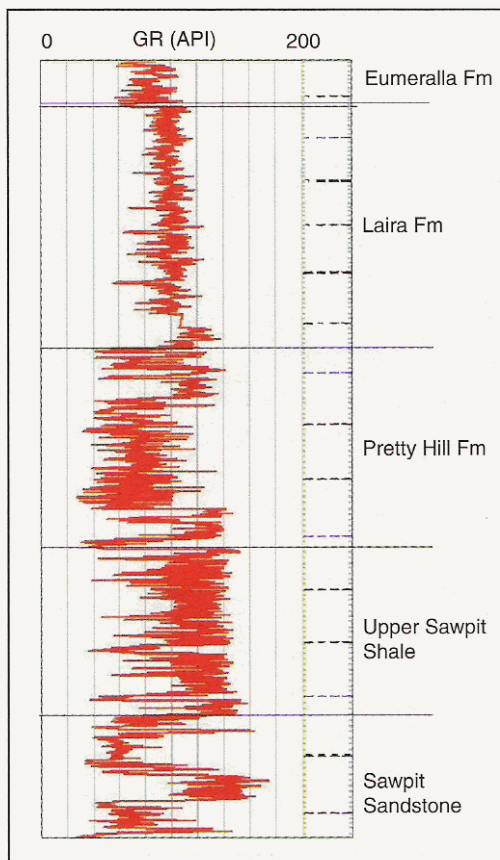 0 GR (API) 200
Eumeralla Fm
Laira Fm
Pretty Hill Fm
Upper Sawpit
Shale
Sawpit
Sandstone